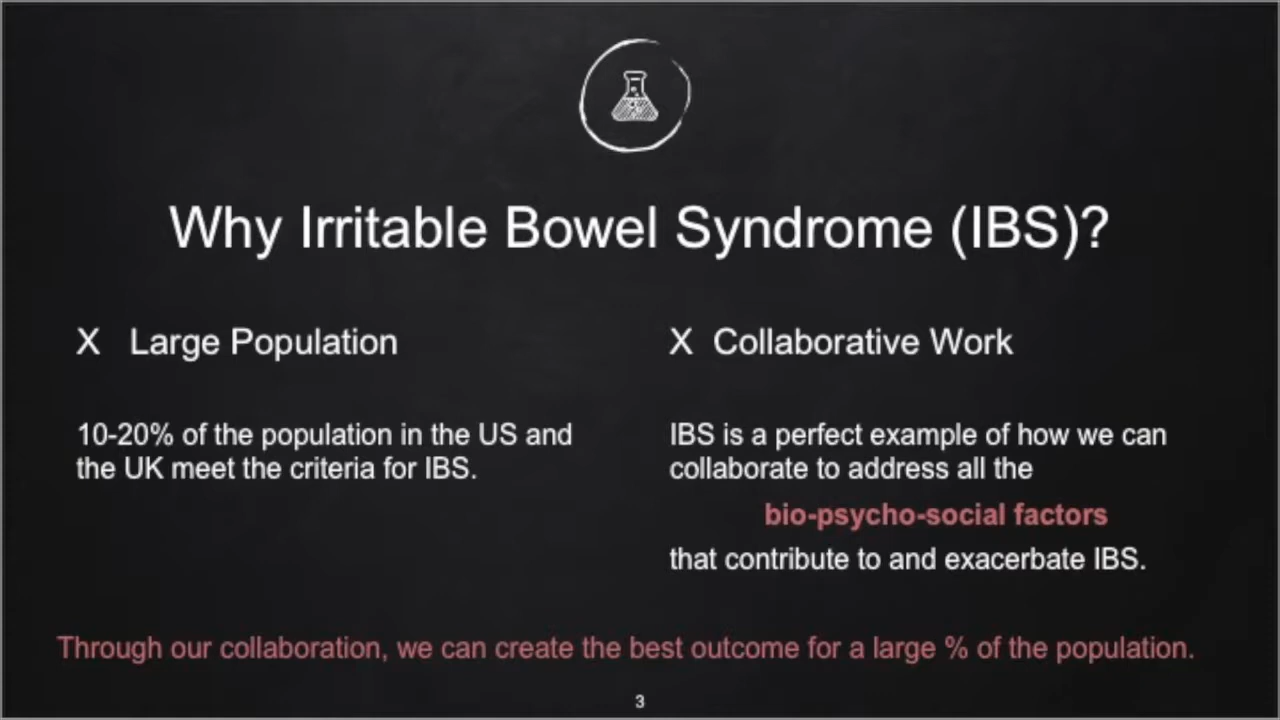 Why Irritable Bowel Syndrome (IBS)?
X Large Population
10-20% of the population in the US and
the UK meet the criteria for IBS.
X Collaborative Work
IBS is a perfect example of how we can
collaborate to address all the
bio-psycho-social factors
that contribute to and exacerbate IBS.
Through our collaboration, we can create the best outcome for a large % of the population.
3